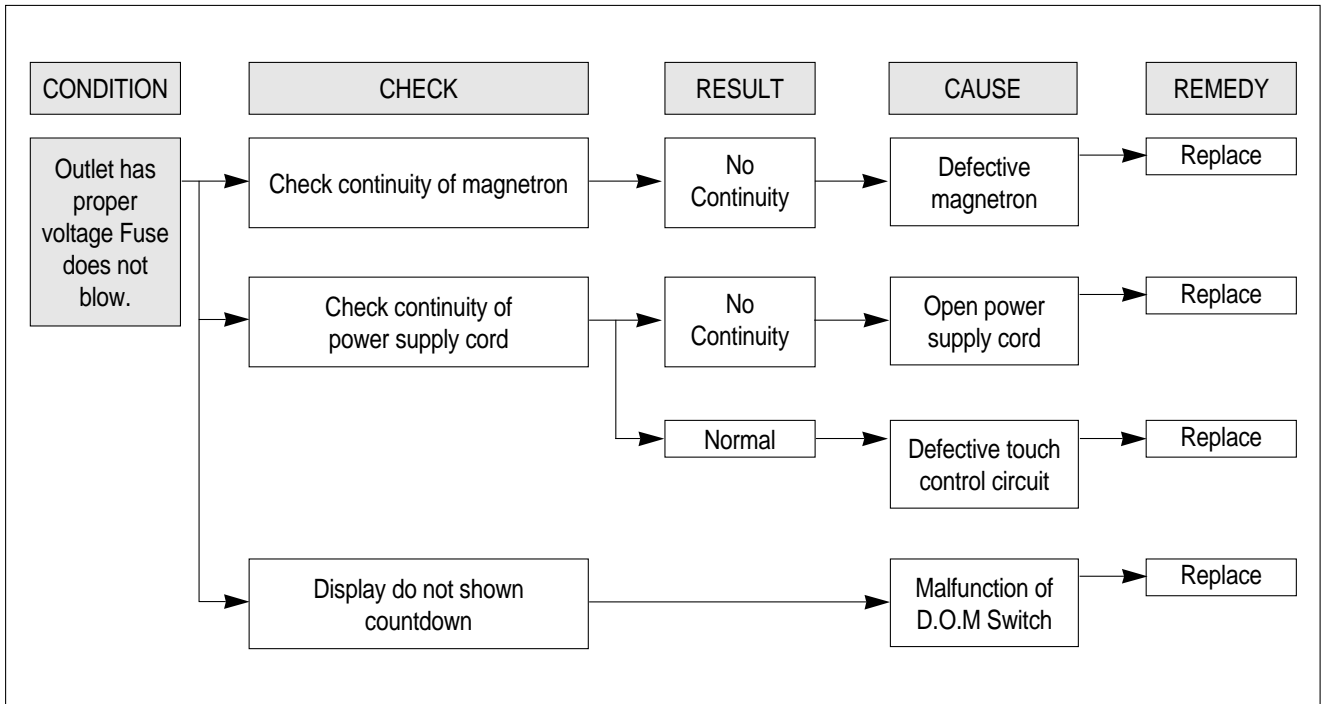 CONDITION
CHECK
RESULT
CAUSE
REMEDY
Outlet has
proper
voltage Fuse
does not
blow.
Check continuity of magnetron
No
Continuity
Defective
magnetron
Replace
Check continuity of
power supply cord
No
Continuity
Open power
supply cord
Replace
Normal
Defective touch
control circuit
Replace
Display do not shown
countdown
Malfunction of
D.O.M Switch
Replace